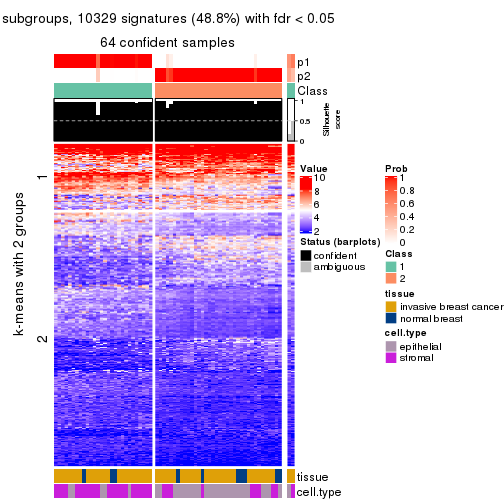 subgroups, 10329 signatures (48.8%) with fdr < 0.05
64 confident samples
p1
p2
Class
1
0.5
0
Silhouette
score
k-means with 2 groups
1
2
Value
10
8
6
4
2
Status (barplots)
confident
ambiguous
Prob
1
0.8
0.6
0.4
0.2
0
Class
1
2
tissue
invasive breast cancer
normal breast
cell.type
epithelial
stromal
tissue
cell.type